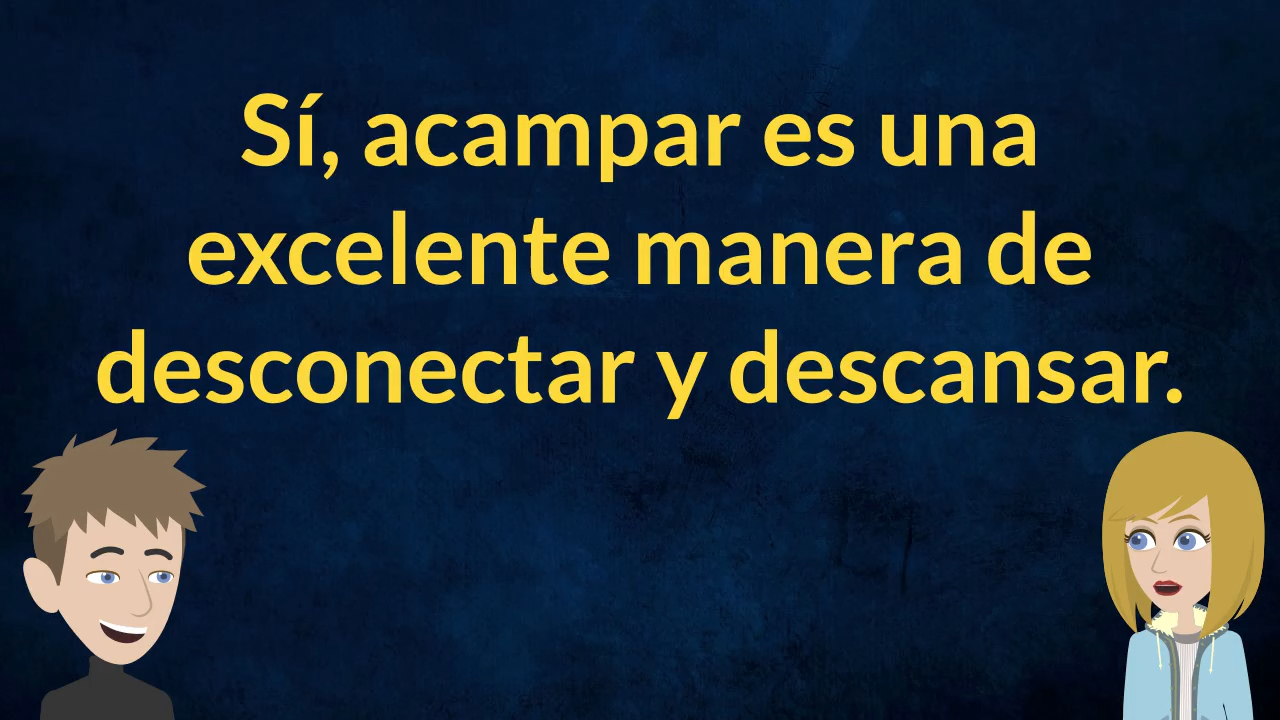 Sí, acampar es una
excelente manera de
desconectar y descansar.